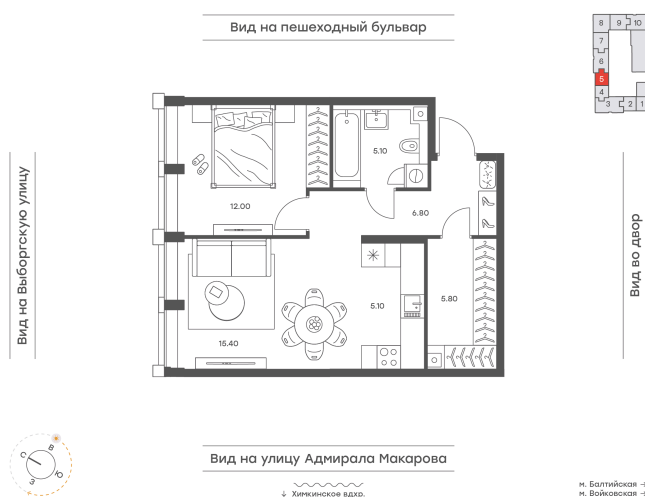 Вид на пешеходный бульвар
8 9 10
7
6
5
4
3 2 1
Вид на Выборгскую улицу
Вид во двор
5.10
12.00
6.80
5.10
5.80
15.40
Вид на улицу Адмирала Макарова
В
С
Ю
З
↓ Химкинское вдхр.
м. Балтийская
м. Войковская